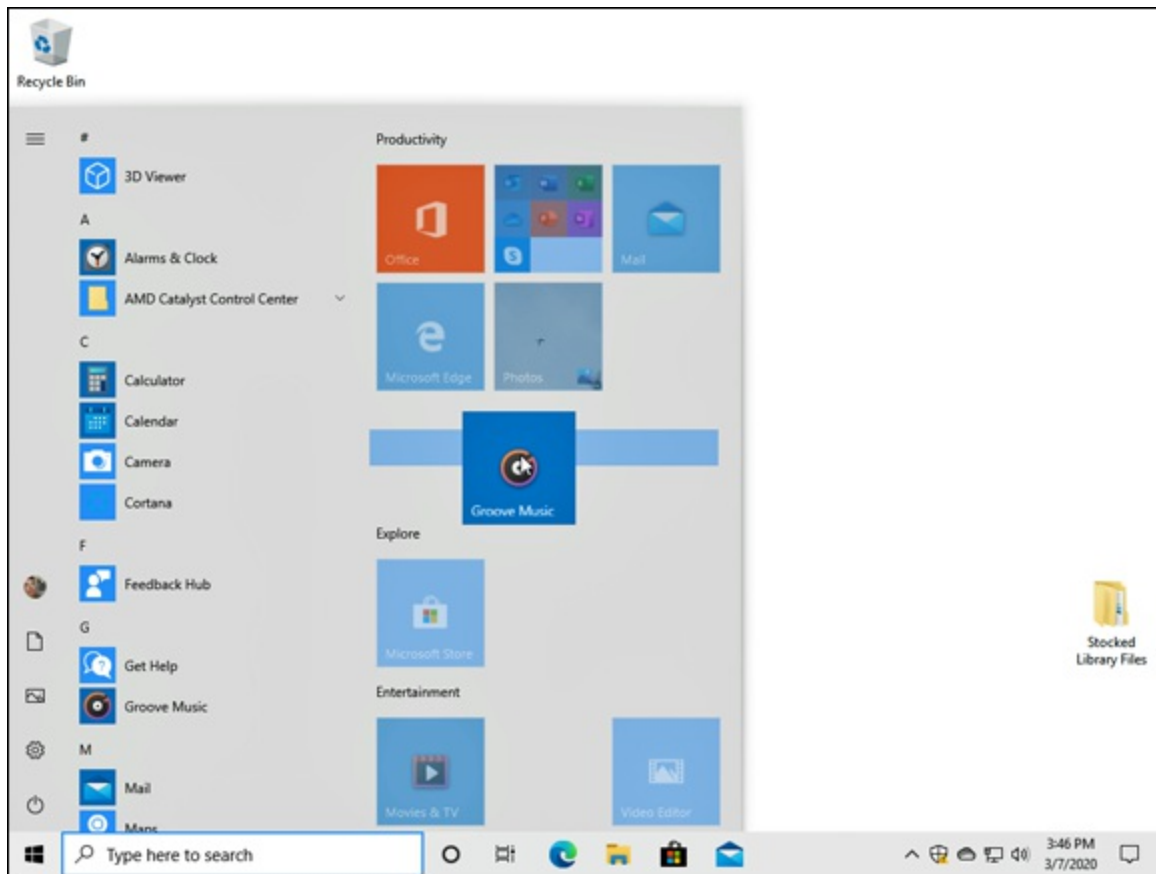 Recycle Bin
#
Productivity
3D Viewer
A
Alarms & Clock
Office
Mail
AMD Catalyst Control Center
C
Calculator
Microsoft Edge
Photos
Calendar
Camera
Cortana
Groove Music
F
Explore
Feedback Hub
G
Get Help
Microsoft Store
Stocked
Library Files
Groove Music
Entertainment
M
Mail
Maps
Movies & TV
Video Editor
Type here to search
3:46 PM
3/7/2020